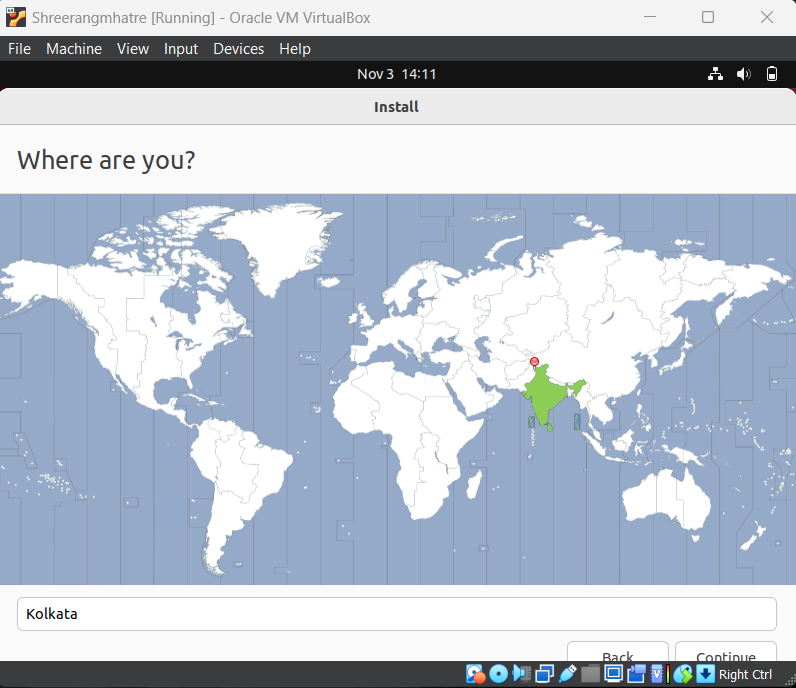 Shreerangmhatre [Running] - Oracle VM VirtualBox
File Machine View Input Devices Help
Nov 3 14:11
Install
Where are you?
Kolkata
Back Continue
Right Ctrl